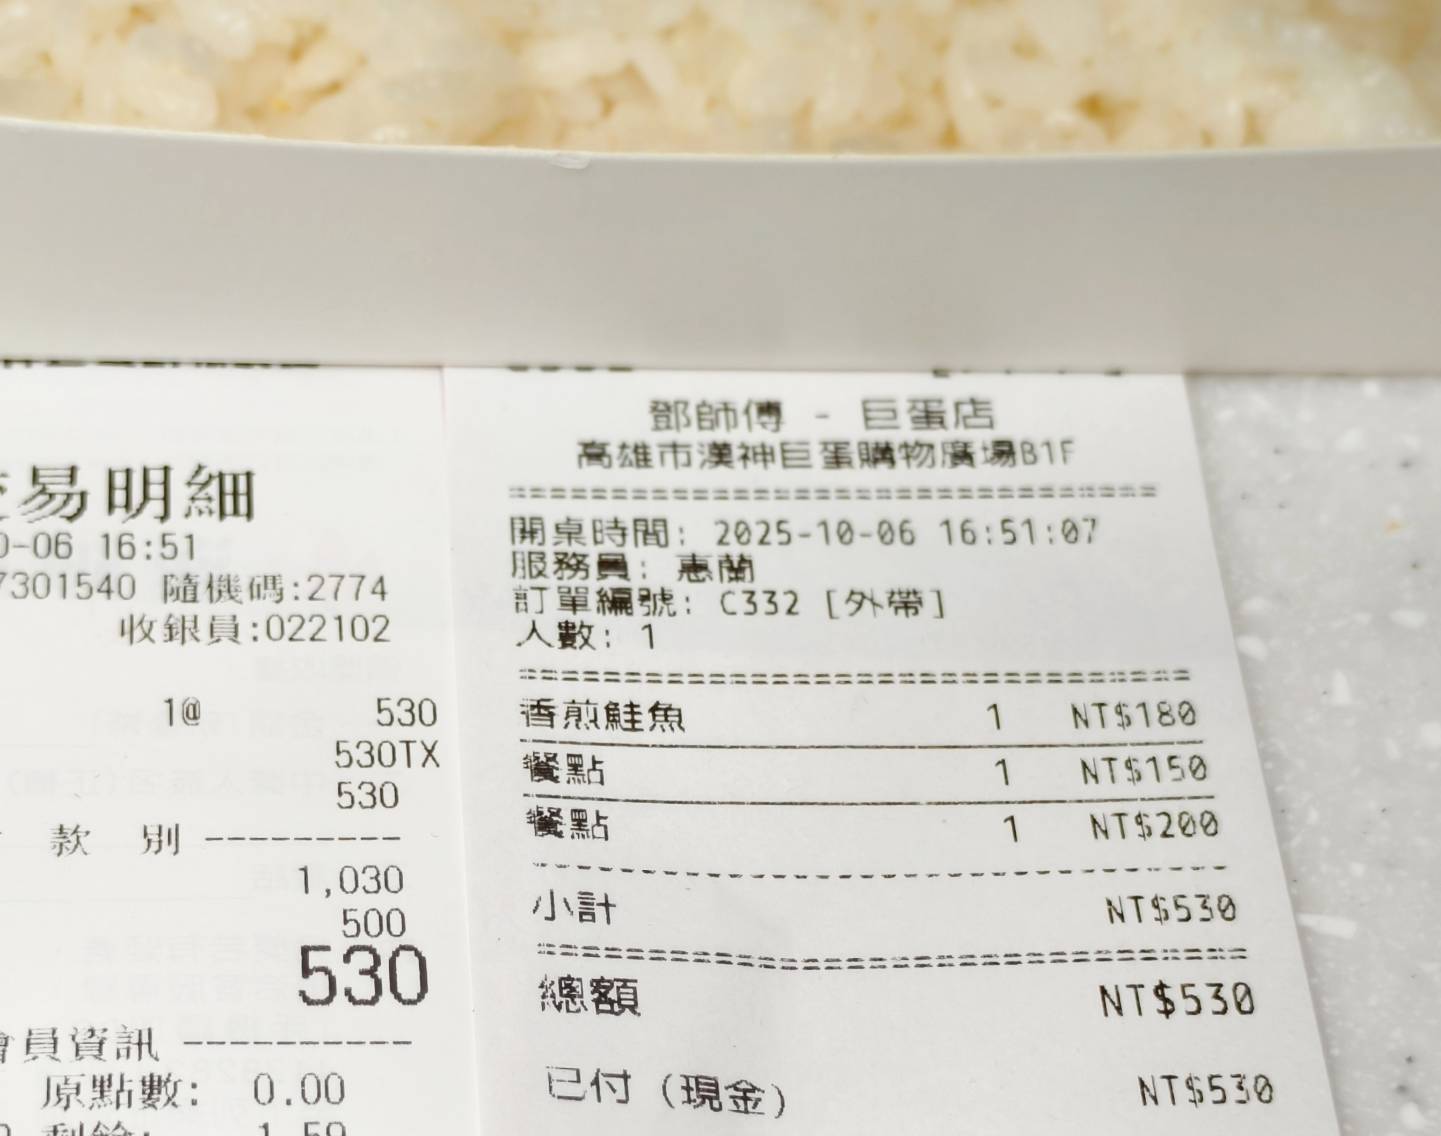 易明細
0-06 16:51
7301540 隨機碼:2774
收銀員:022102
1@ 530
530TX
530
款 別 ---------
1,030
500
530
會員資訊 ----------
原點數: 0.00
剩餘: 1.59
鄧師傅 - 巨蛋店
高雄市漢神巨蛋購物廣場B1F
開桌時間: 2025-10-06 16:51:07
服務員: 惠蘭
訂單編號: C332 [外帶]
人數: 1
香煎鮭魚 1 NT$180
餐點 1 NT$150
餐點 1 NT$200
小計 NT$530
總額 NT$530
已付 (現金) NT$530